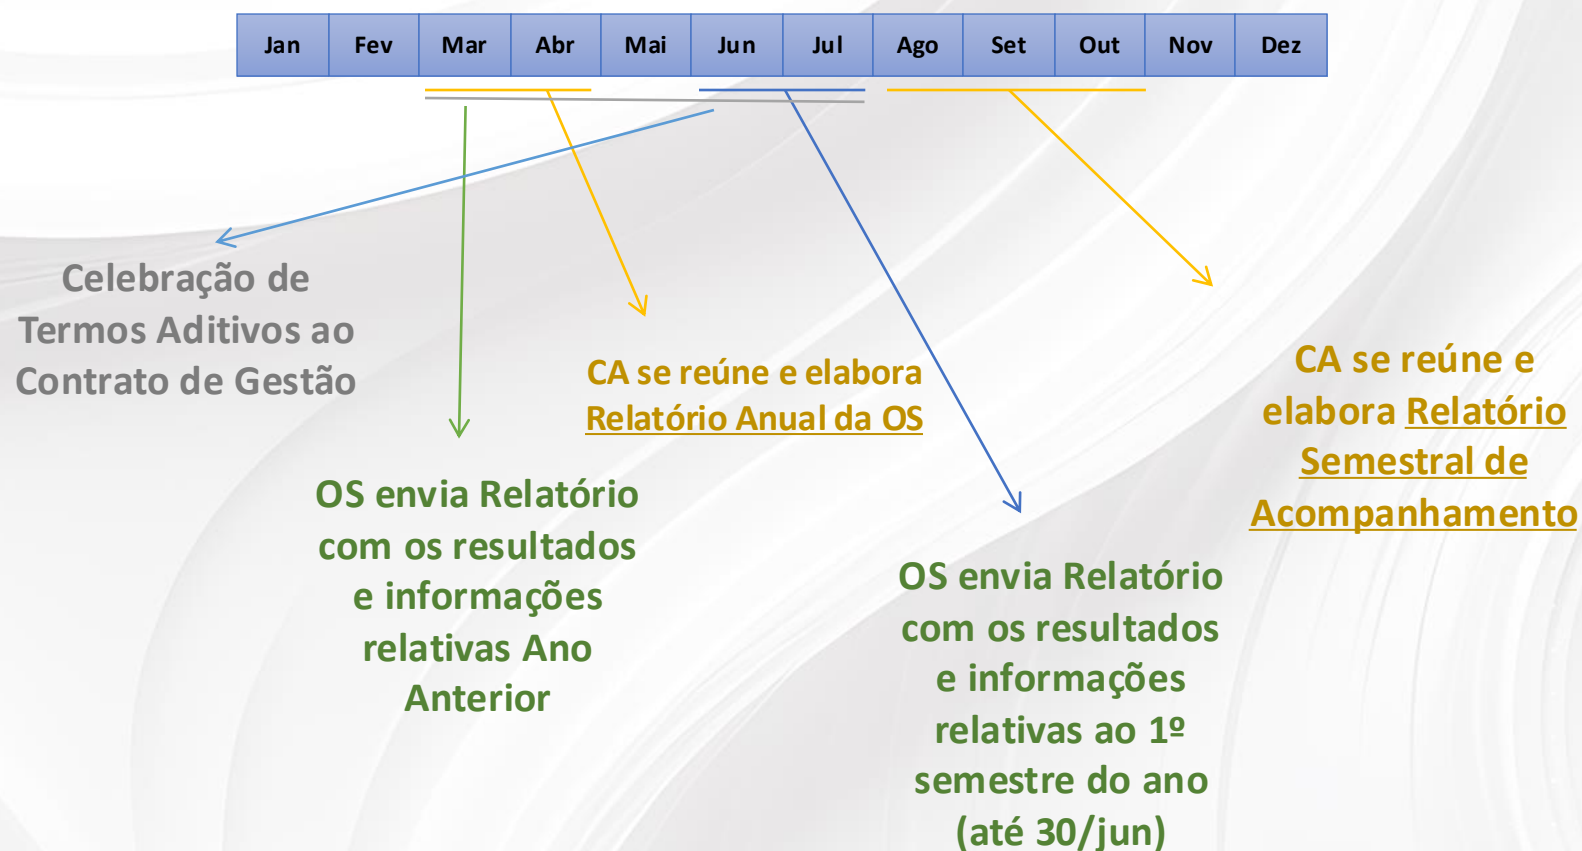 Jan Fev Mar Abr Mai Jun Jul Ago Set Out Nov Dez
Celebração de
Termos Aditivos ao
Contrato de Gestão
OS envia Relatório
com os resultados
e informações
relativas Ano
Anterior
CA se reúne e elabora
Relatório Anual da OS
OS envia Relatório
com os resultados
e informações
relativas ao 1º
semestre do ano
(até 30/jun)
CA se reúne e
elabora Relatório
Semestral de
Acompanhamento